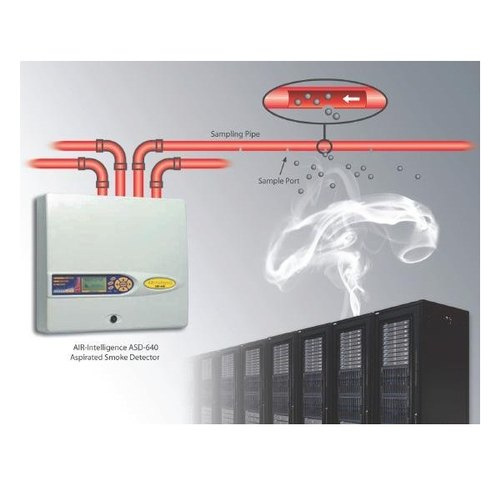 Sampling Pipe
Sample Port
AIR-Intelligence ASD-640
Aspirated Smoke Detector